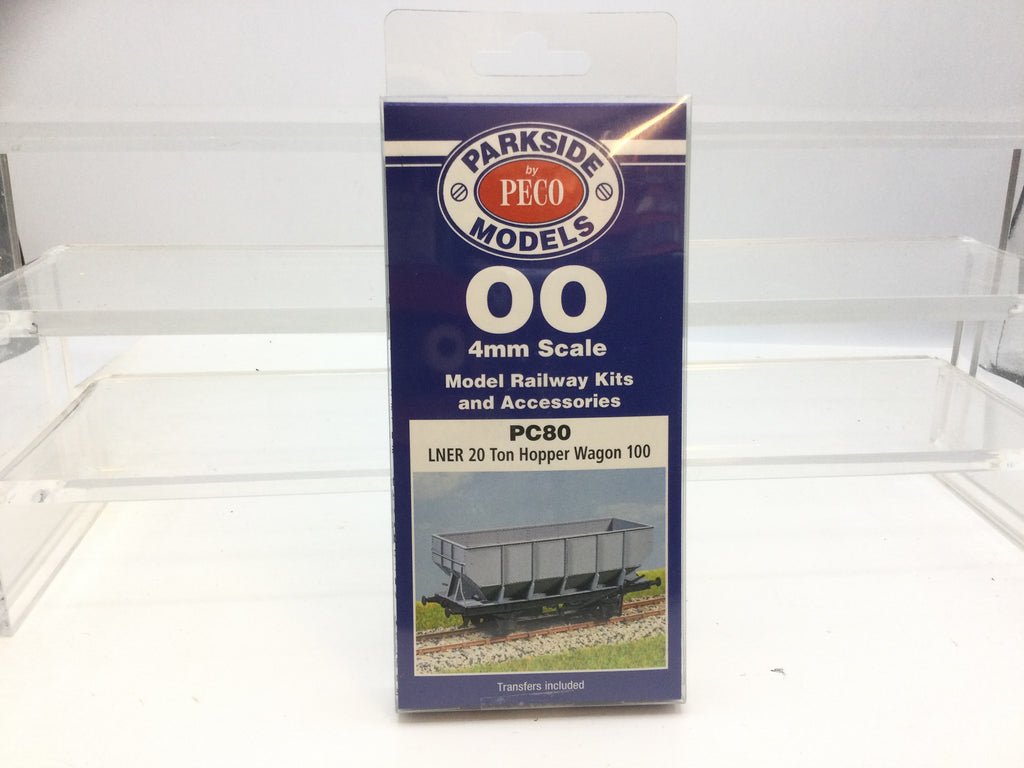 PARKSIDE
by
PECO
MODELS
OO
4mm Scale
Model Railway Kits
and Accessories
PC80
LNER 20 Ton Hopper Wagon 100
Transfers included